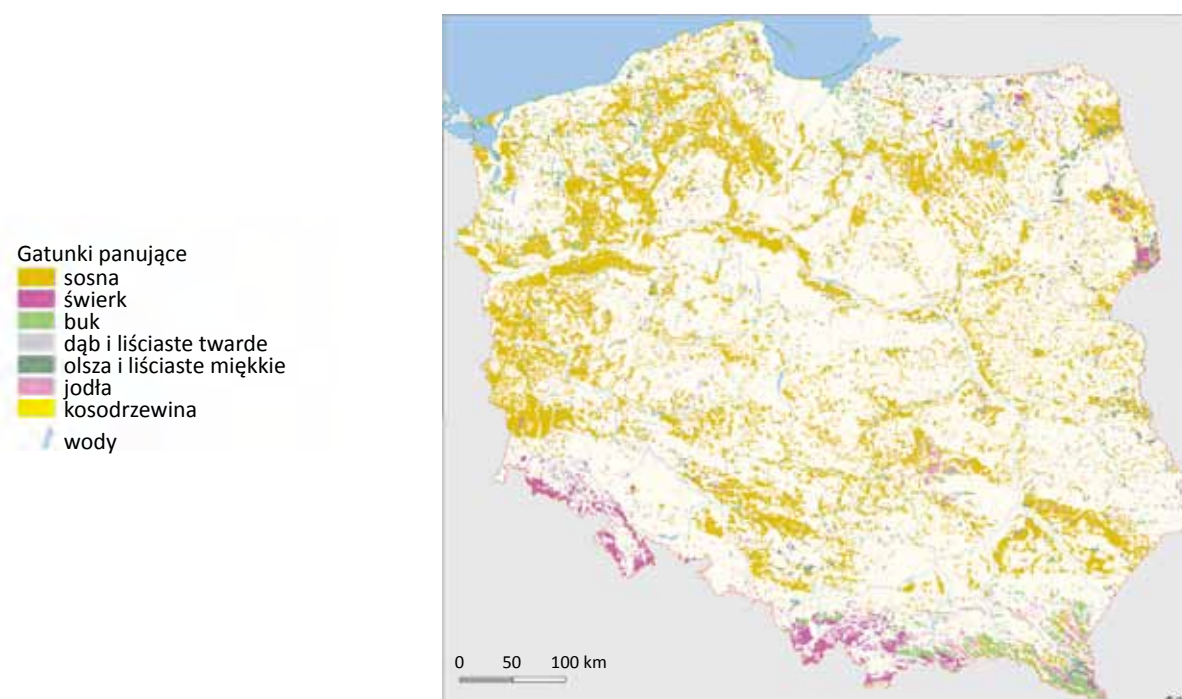 Gatunki panujące
sosna
świerk
buk
dąb i liściaste twarde
olsza i liściaste miękkie
jodła
kosodrzewina
wody
0 50 100 km